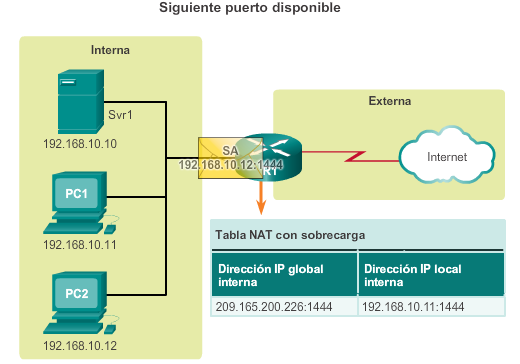 Siguiente puerto disponible
Interna
Svr1
192.168.10.10
PC1
192.168.10.11
PC2
192.168.10.12
SA
192.168.10.12:1444
Externa
Internet
Tabla NAT con sobrecarga
Dirección IP global interna
Dirección IP local interna
209.165.200.226:1444
192.168.10.11:1444